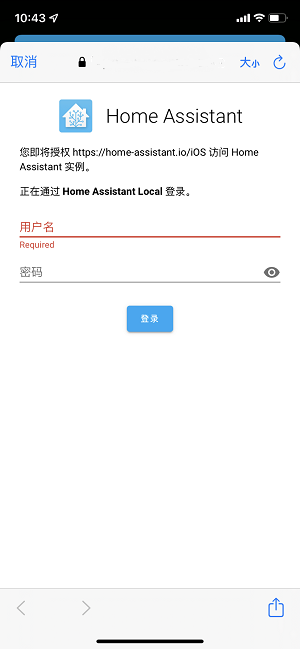 10:43
取消
大小
Home Assistant
您即将授权 https://home-assistant.io/iOS 访问 Home
Assistant 实例。
正在通过 Home Assistant Local 登录。
用户名
Required
密码
登录